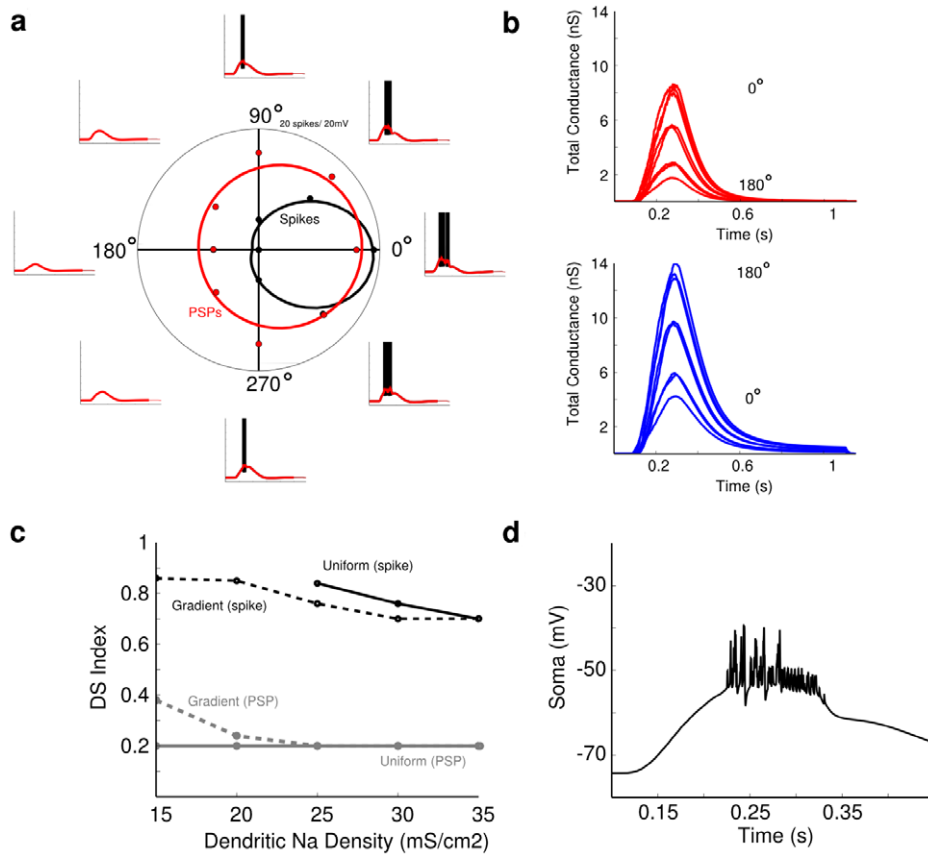 a
90°
20 spikes/ 20mV
Spikes
180°
0°
PSPs
270°
b
14
10
6
2
Total Conductance (nS)
0°
180°
0.2
0.6
1
Time (s)
14
10
6
2
Total Conductance (nS)
180°
0°
0.2
0.6
1
Time (s)
c
1
0.8
0.6
0.4
0.2
DS Index
Uniform (spike)
Gradient (spike)
Gradient (PSP)
Uniform (PSP)
15
20
25
30
35
Dendritic Na Density (mS/cm2)
d
-30
-50
-70
Soma (mV)
0.15
0.25
0.35
Time (s)